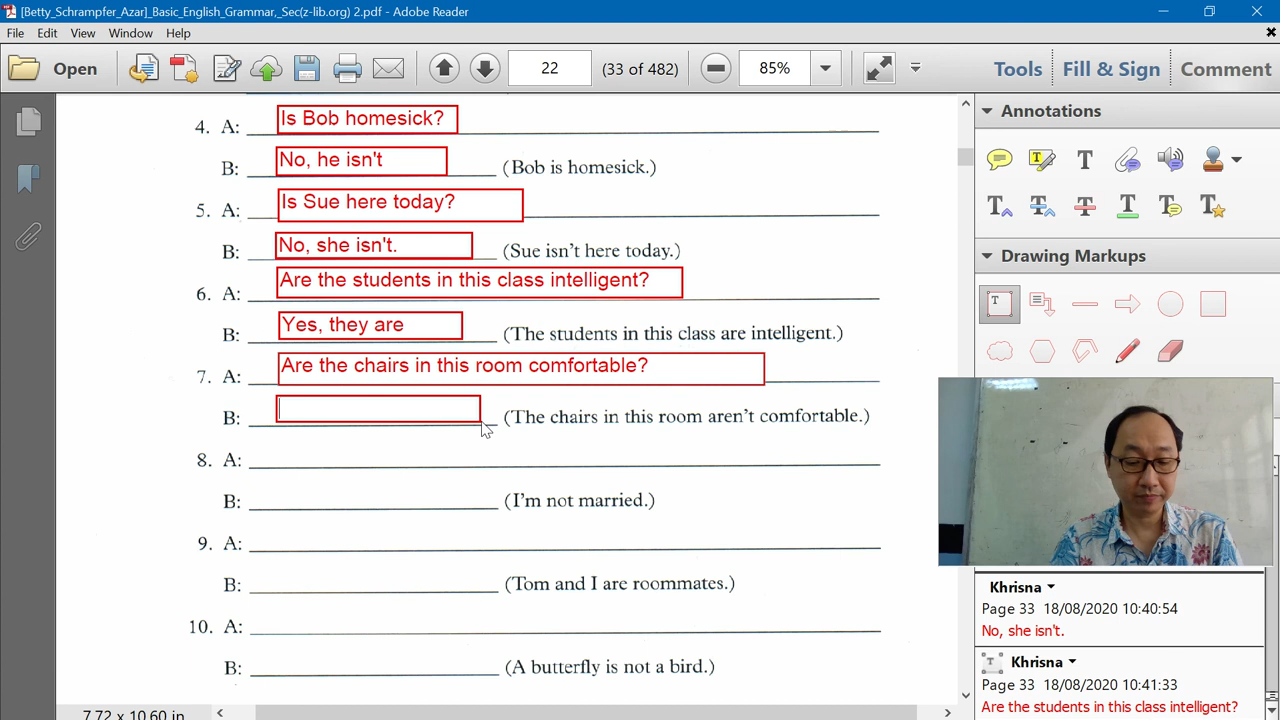 [Betty_Schrampfer_Azar]_Basic_English_Grammar,_Sec(z-lib.org) 2.pdf - Adobe Reader
File Edit View Window Help
Open 22 (33 of 482) 85% Tools Fill & Sign Comment
4. A: Is Bob homesick?
B: No, he isn't (Bob is homesick.)
5. A: Is Sue here today?
B: No, she isn't. (Sue isn't here today.)
6. A: Are the students in this class intelligent?
B: Yes, they are (The students in this class are intelligent.)
7. A: Are the chairs in this room comfortable?
B: (The chairs in this room aren't comfortable.)
8. A:
B: (I'm not married.)
9. A:
B: (Tom and I are roommates.)
10. A:
B: (A butterfly is not a bird.)
7.72 x 10.60 in
Annotations
Drawing Markups
Khrisna
Page 33 18/08/2020 10:40:54
No, she isn't.
Khrisna
Page 33 18/08/2020 10:41:33
Are the students in this class intelligent?